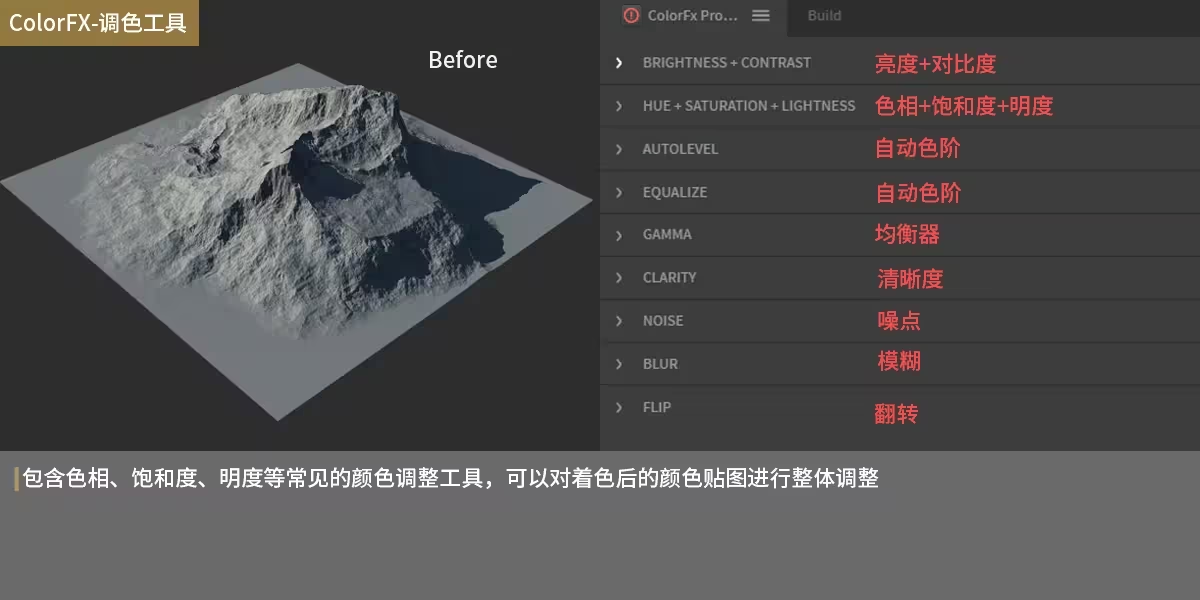 ColorFX-调色工具
Before
ColorFx Pro...
Build
BRIGHTNESS + CONTRAST 亮度+对比度
HUE + SATURATION + LIGHTNESS 色相+饱和度+明度
AUTOLEVEL 自动色阶
EQUALIZE 自动色阶
GAMMA 均衡器
CLARITY 清晰度
NOISE 噪点
BLUR 模糊
FLIP 翻转
包含色相、饱和度、明度等常见的颜色调整工具，可以对着色后的颜色贴图进行整体调整